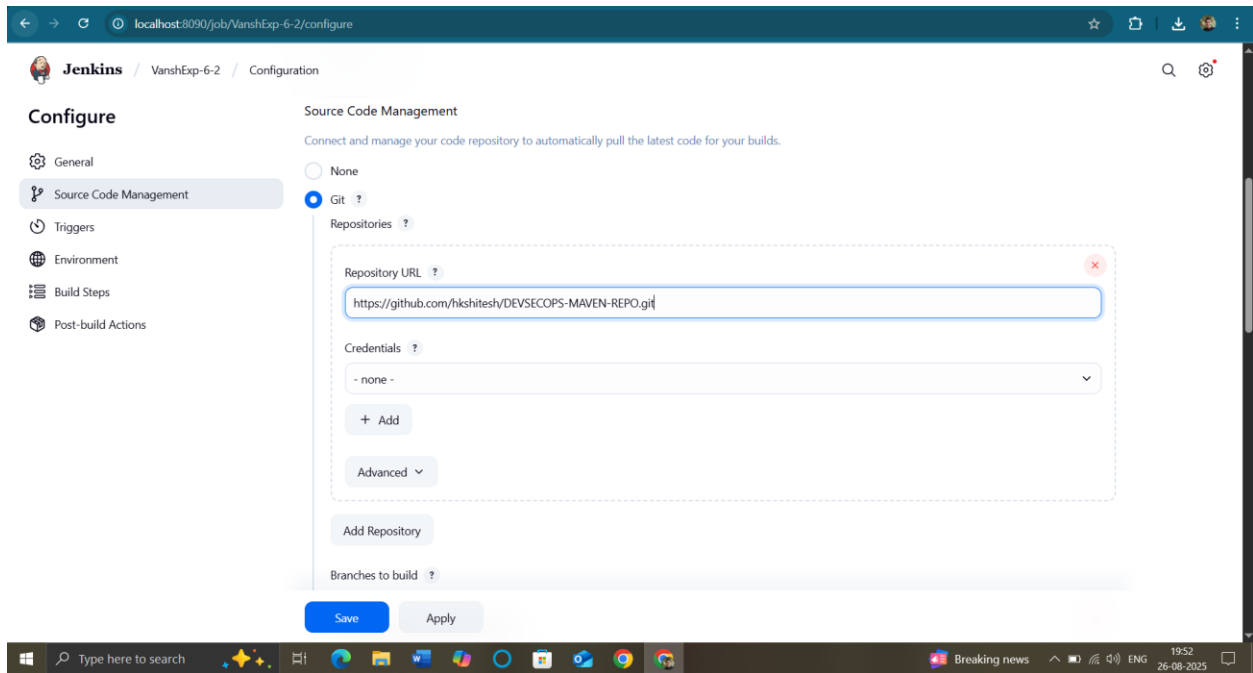 localhost:8090/job/VanshExp-6-2/configure
Jenkins / VanshExp-6-2 / Configuration
Configure
General
Source Code Management
Triggers
Environment
Build Steps
Post-build Actions
Source Code Management
Connect and manage your code repository to automatically pull the latest code for your builds.
None
Git ?
Repositories ?
Repository URL ?
https://github.com/hkshitesh/DEVSECOPS-MAVEN-REPO.git
Credentials ?
- none -
+ Add
Advanced
Add Repository
Branches to build ?
Save Apply
Type here to search
Breaking news
ENG
19:52
26-08-2025